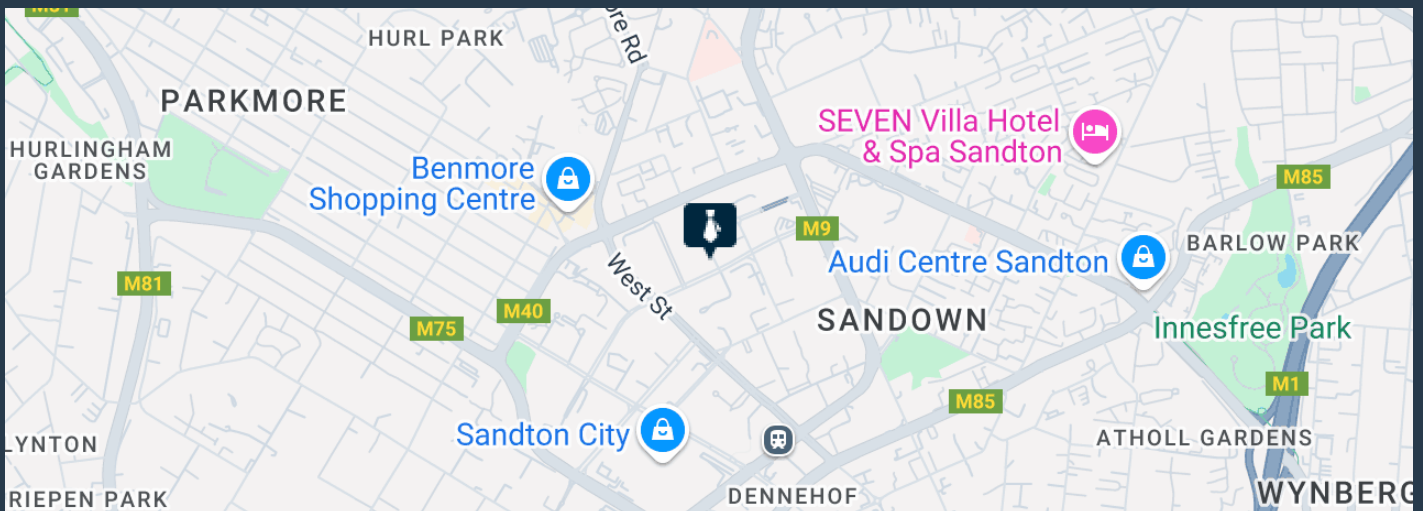 HURL PARK
PARKMORE
HURLINGHAM
GARDENS
Benmore
Shopping Centre
SEVEN Villa Hotel
& Spa Sandton
M85
M9
BARLOW PARK
Audi Centre Sandton
M81
West St
M40
M75
SANDOWN
Innesfree Park
M1
M85
Sandton City
ATHOLL GARDENS
DENNEHOF
RIEPEN PARK
WYNBERG